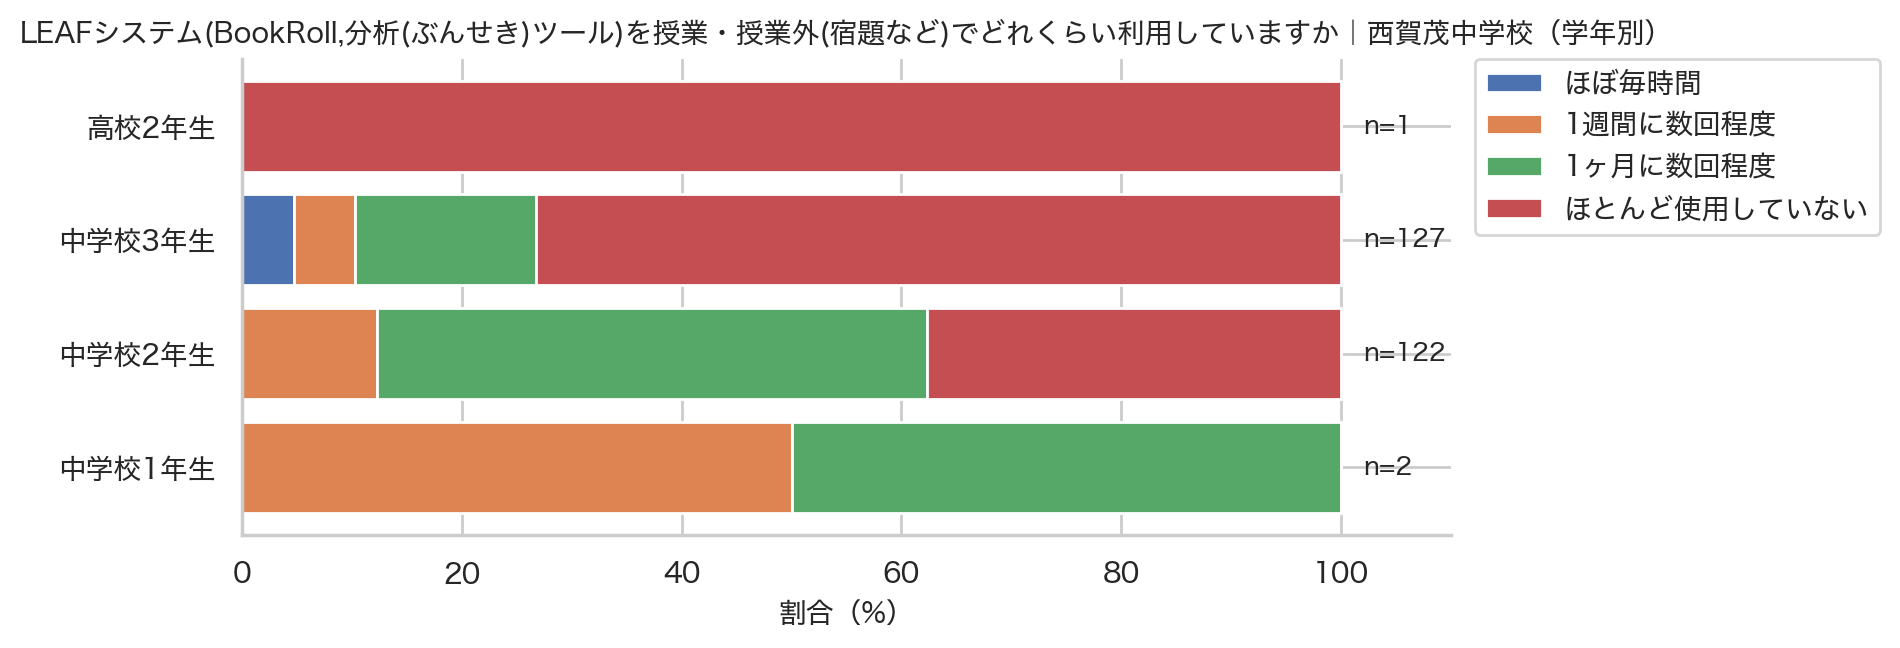 LEAFシステム(BookRoll,分析(ぶんせき)ツール)を授業・授業外(宿題など)でどれくらい利用していますか｜西賀茂中学校（学年別）
ほぼ毎時間
1週間に数回程度
1ヶ月に数回程度
ほとんど使用していない
高校2年生
n=1
中学校3年生
n=127
中学校2年生
n=122
中学校1年生
n=2
0
20
40
60
80
100
割合（%）